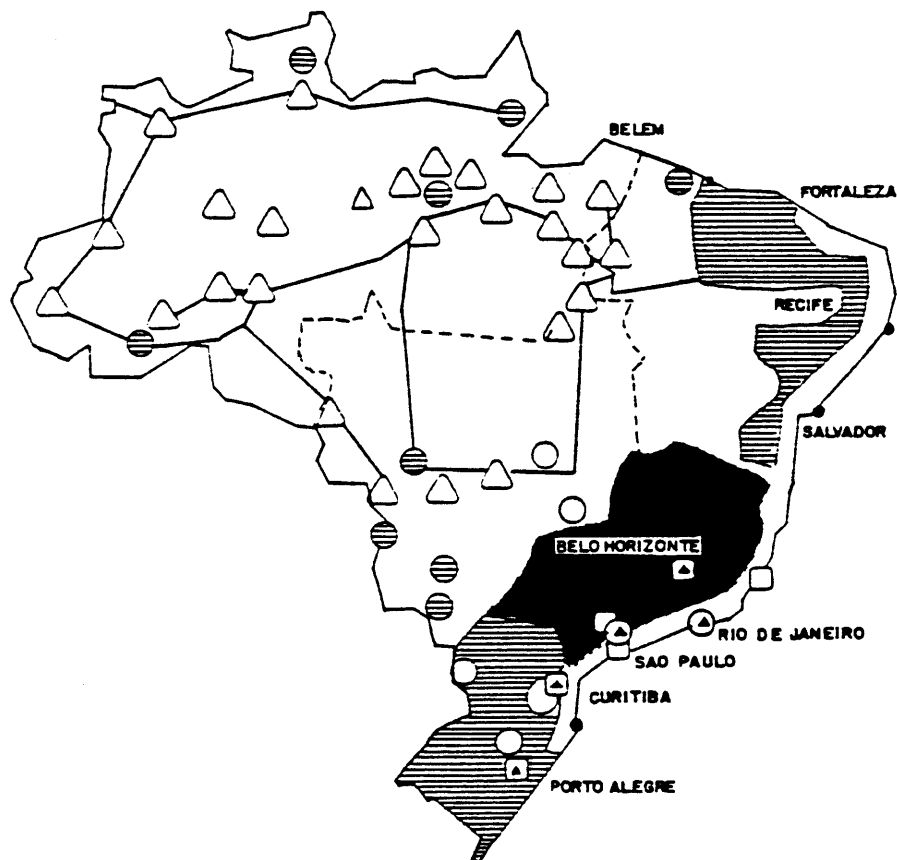 BELEM
FORTALEZA
RECIFE
SALVADOR
BELO HORIZONTE
RIO DE JANEIRO
SAO PAULO
CURITIBA
PORTO ALEGRE